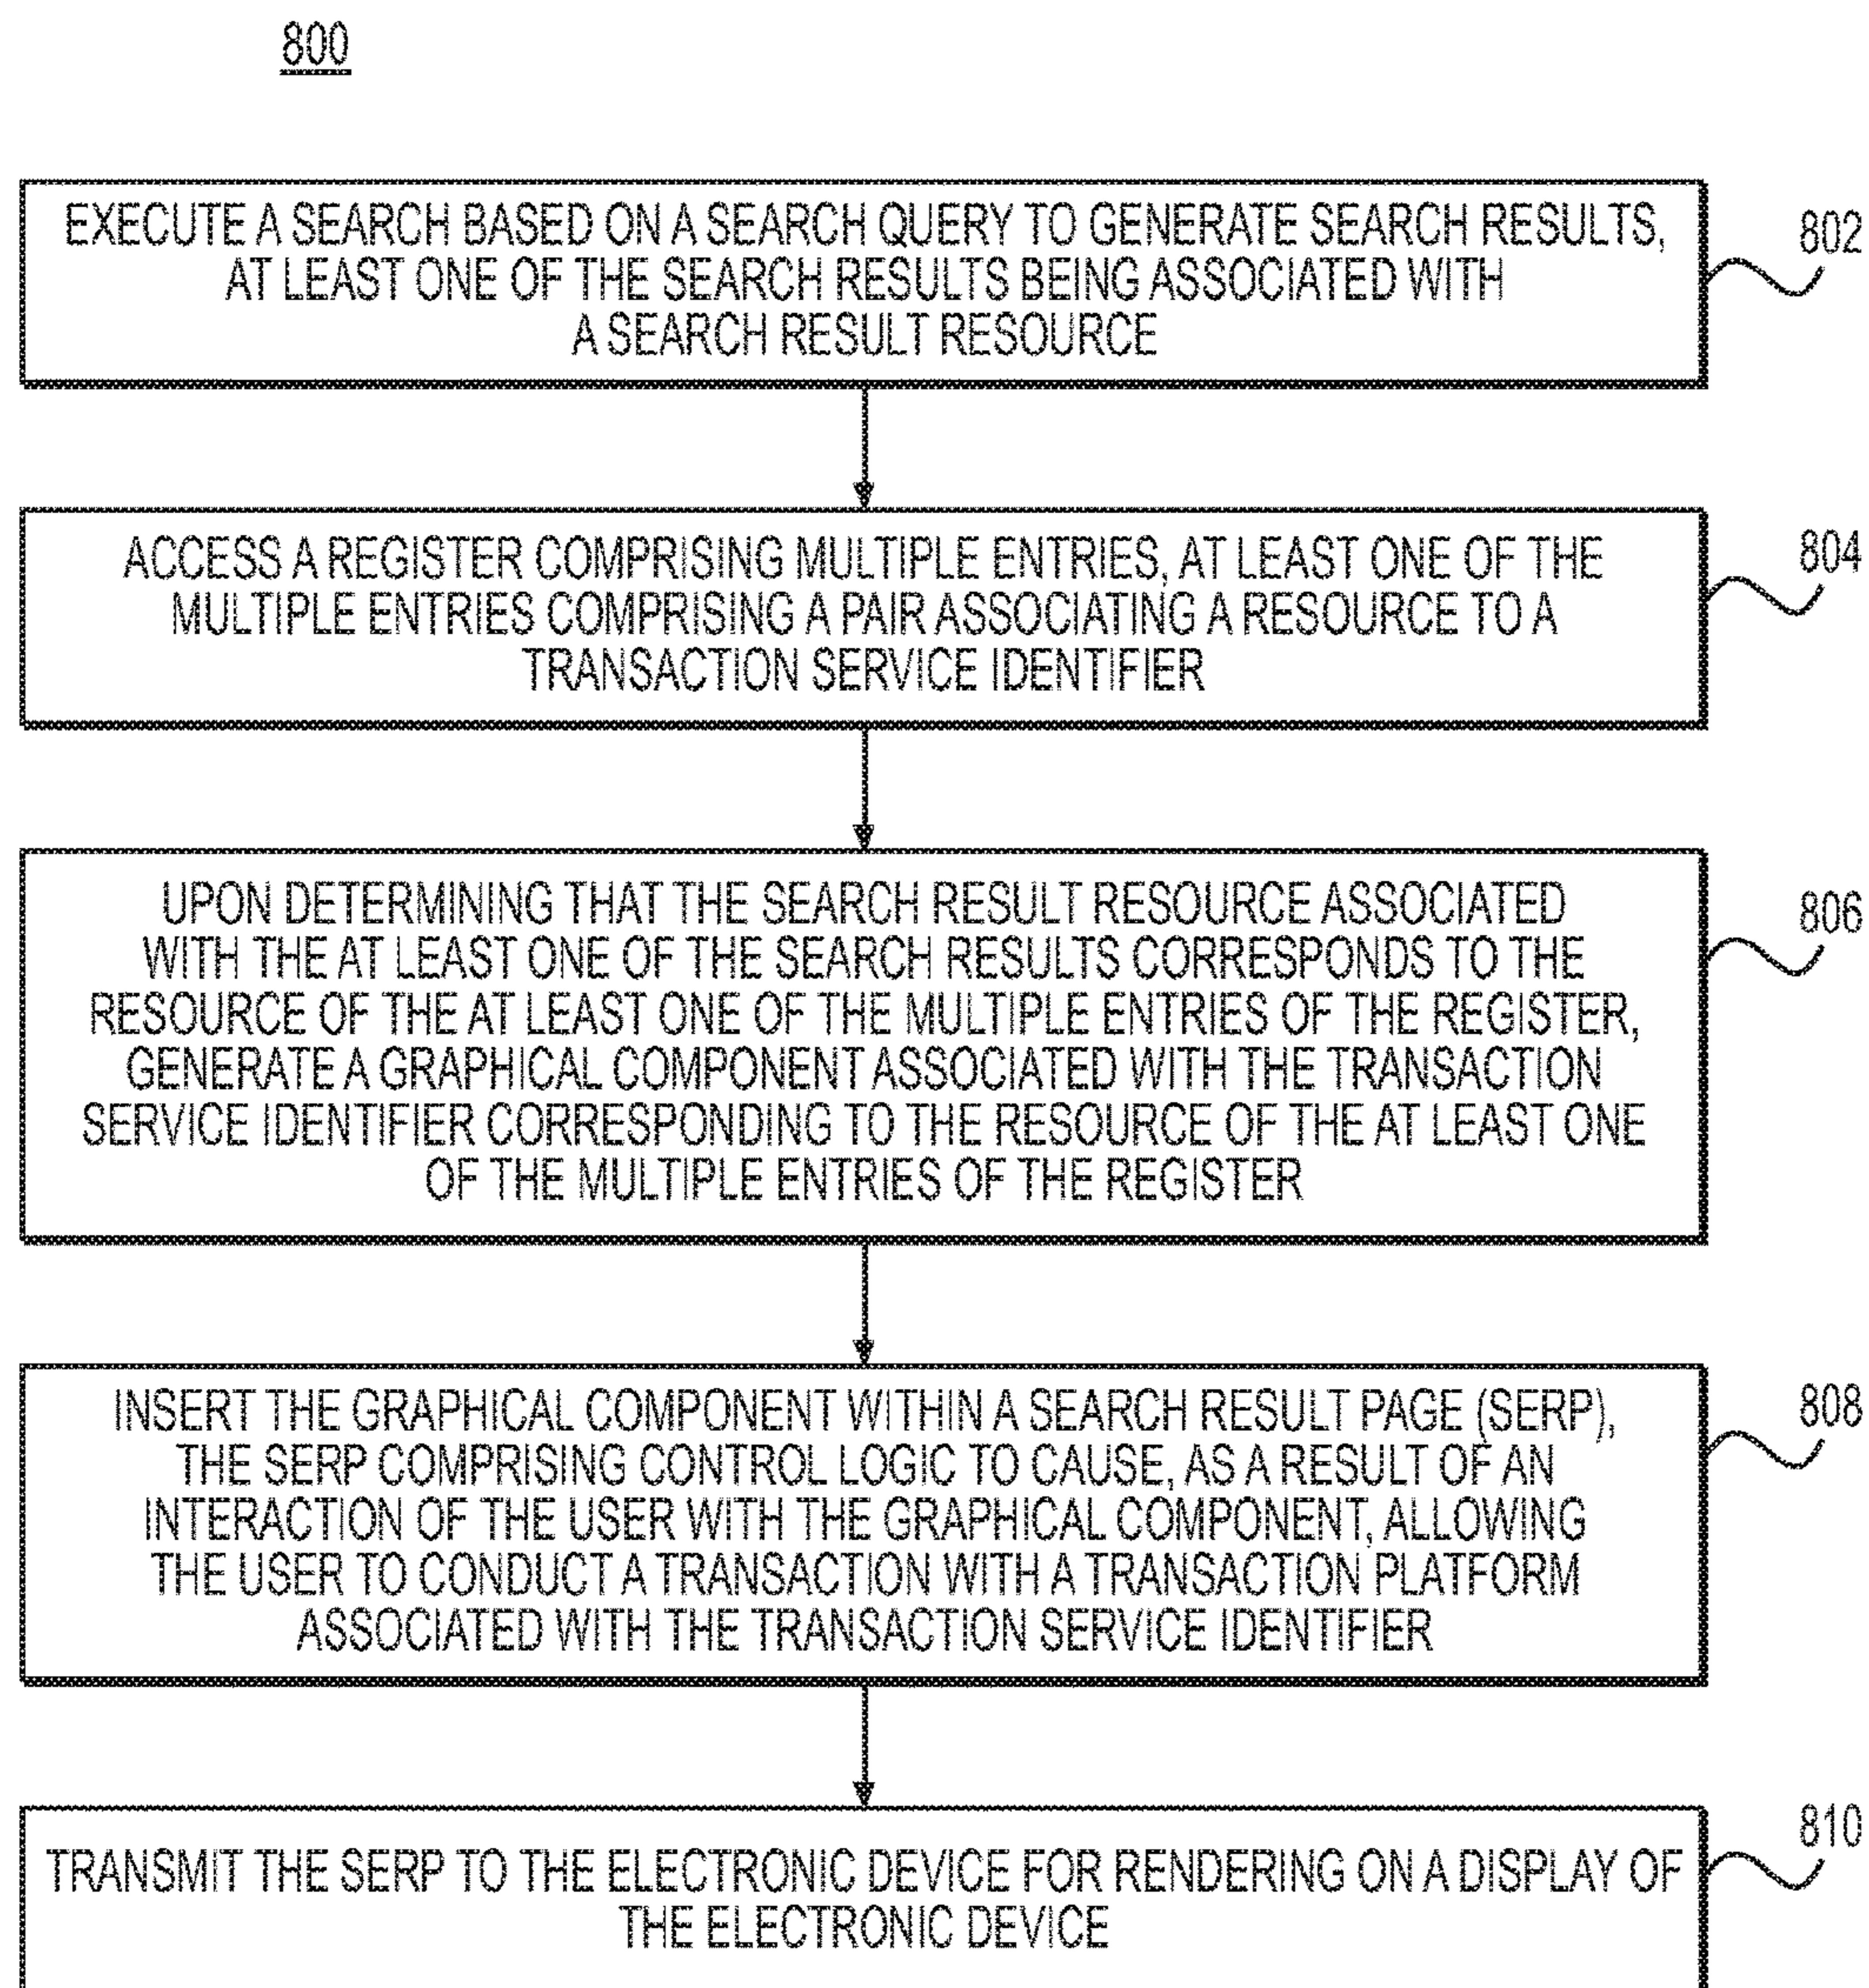 800
EXECUTE A SEARCH BASED ON A SEARCH QUERY TO GENERATE SEARCH RESULTS,
AT LEAST ONE OF THE SEARCH RESULTS BEING ASSOCIATED WITH
A SEARCH RESULT RESOURCE
802
ACCESS A REGISTER COMPRISING MULTIPLE ENTRIES, AT LEAST ONE OF THE
MULTIPLE ENTRIES COMPRISING A PAIR ASSOCIATING A RESOURCE TO A
TRANSACTION SERVICE IDENTIFIER
804
UPON DETERMINING THAT THE SEARCH RESULT RESOURCE ASSOCIATED
WITH THE AT LEAST ONE OF THE SEARCH RESULTS CORRESPONDS TO THE
RESOURCE OF THE AT LEAST ONE OF THE MULTIPLE ENTRIES OF THE REGISTER,
GENERATE A GRAPHICAL COMPONENT ASSOCIATED WITH THE TRANSACTION
SERVICE IDENTIFIER CORRESPONDING TO THE RESOURCE OF THE AT LEAST ONE
OF THE MULTIPLE ENTRIES OF THE REGISTER
806
INSERT THE GRAPHICAL COMPONENT WITHIN A SEARCH RESULT PAGE (SERP),
THE SERP COMPRISING CONTROL LOGIC TO CAUSE, AS A RESULT OF AN
INTERACTION OF THE USER WITH THE GRAPHICAL COMPONENT, ALLOWING
THE USER TO CONDUCT A TRANSACTION WITH A TRANSACTION PLATFORM
ASSOCIATED WITH THE TRANSACTION SERVICE IDENTIFIER
808
TRANSMIT THE SERP TO THE ELECTRONIC DEVICE FOR RENDERING ON A DISPLAY OF
THE ELECTRONIC DEVICE
810